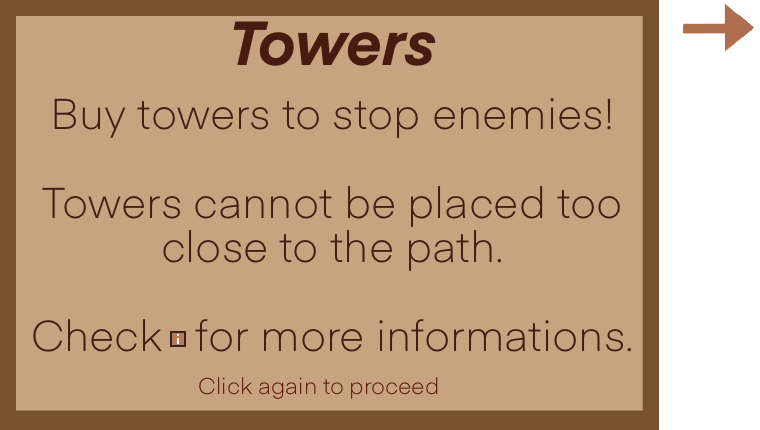 Towers
Buy towers to stop enemies!
Towers cannot be placed too
close to the path.
Check i for more informations.
Click again to proceed